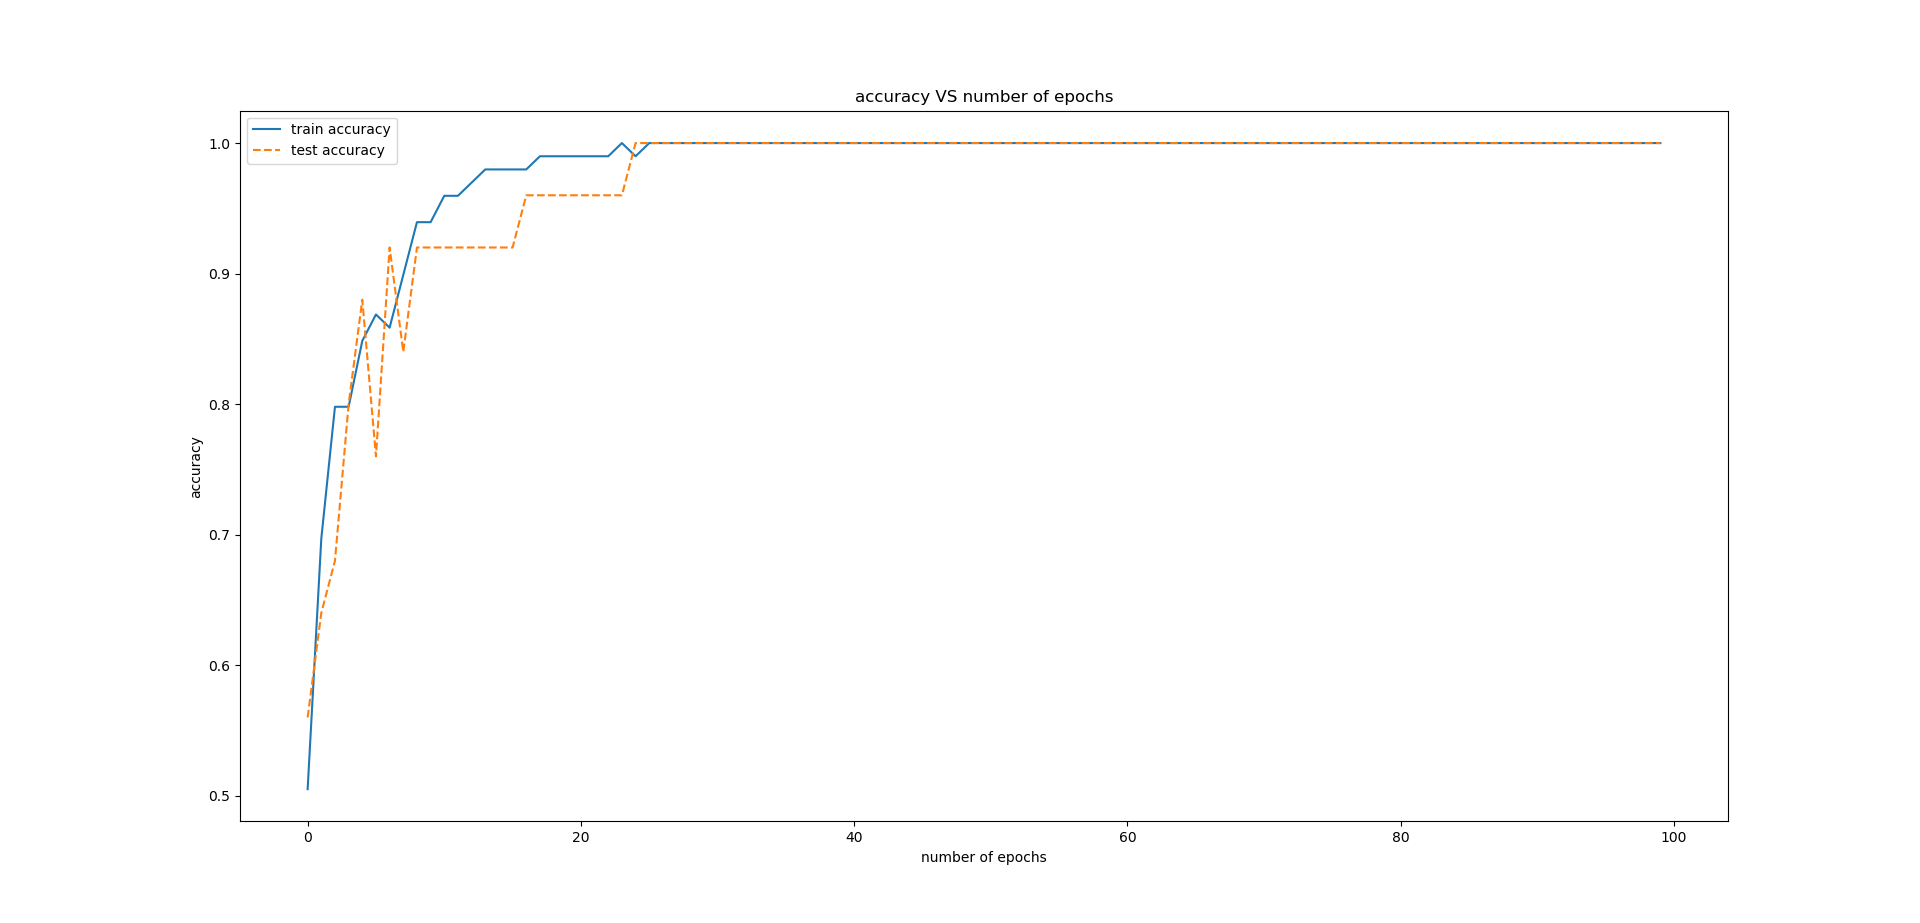 accuracy VS number of epochs
train accuracy
test accuracy
1.0
0.9
0.8
0.7
0.6
0.5
accuracy
0 20 40 60 80 100
number of epochs